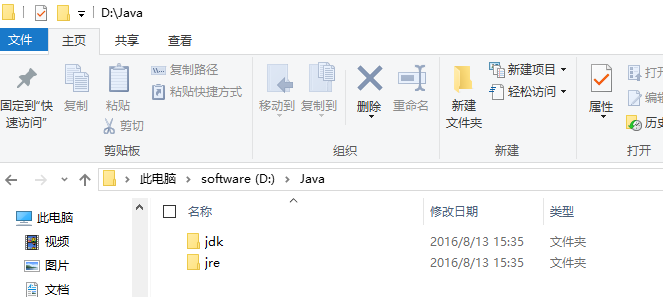 D:\Java
文件 主页 共享 查看
固定到“快速访问”
复制
粘贴
复制路径
粘贴快捷方式
剪切
剪贴板
移动到 复制到 删除 重命名
组织
新建文件夹
新建项目
轻松访问
新建
属性
打开
编辑
历史
打开
此电脑 software (D:) Java
此电脑
视频
图片
文档
名称 修改日期 类型
jdk 2016/8/13 15:35 文件夹
jre 2016/8/13 15:35 文件夹